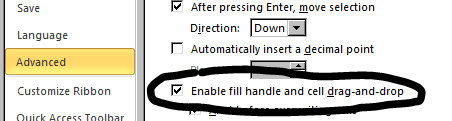 Save
After pressing Enter, move selection
Direction: Down
Language
Automatically insert a decimal point
Advanced
Customize Ribbon
Enable fill handle and cell drag-and-drop
Quick Access Toolbar